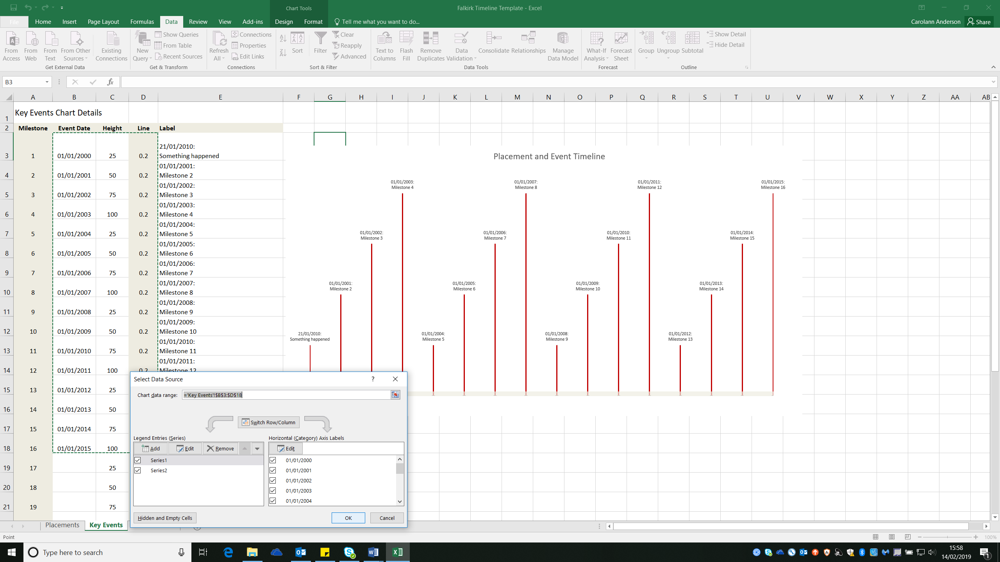 Chart Tools
Falkirk Timeline Template - Excel
File Home Insert Page Layout Formulas Data Review View Add-ins Design Format Tell me what you want to do... Carolann Anderson Share
From Access
From Web
From Text
From Other Sources
Existing Connections
Get External Data
New Query
Show Queries
From Table
Recent Sources
Get & Transform
Refresh All
Connections
Properties
Edit Links
Connections
Sort
Filter
Clear
Reapply
Advanced
Sort & Filter
Text to Columns
Flash Fill
Remove Duplicates
Data Validation
Consolidate
Relationships
Manage Data Model
Data Tools
What-If Analysis
Forecast Sheet
Forecast
Group
Ungroup
Subtotal
Show Detail
Hide Detail
Outline
B3
fx
A B C D E F G H I J K L M N O P Q R S T U V W X Y Z AA AB
1 Key Events Chart Details
2 Milestone Event Date Height Line Label
3 1 01/01/2000 25 0.2 21/01/2010:
Something happened
4 2 01/01/2001 50 0.2 01/01/2001:
Milestone 2
5 3 01/01/2002 75 0.2 01/01/2002:
Milestone 3
6 4 01/01/2003 100 0.2 01/01/2003:
Milestone 4
7 5 01/01/2004 25 0.2 01/01/2004:
Milestone 5
8 6 01/01/2005 50 0.2 01/01/2005:
Milestone 6
9 7 01/01/2006 75 0.2 01/01/2006:
Milestone 7
10 8 01/01/2007 100 0.2 01/01/2007:
Milestone 8
11 9 01/01/2008 25 0.2 01/01/2008:
Milestone 9
12 10 01/01/2009 50 0.2 01/01/2009:
Milestone 10
13 11 01/01/2010 75 0.2 01/01/2010:
Milestone 11
14 12 01/01/2011 100 0.2 01/01/2011:
Milestone 12
15 13 01/01/2012 25
16 14 01/01/2013 50
17 15 01/01/2014 75
18 16 01/01/2015 100
19 17 25
20 18 50
21 19 75
Placement and Event Timeline
01/01/2003:
Milestone 4
01/01/2007:
Milestone 8
01/01/2011:
Milestone 12
01/01/2015:
Milestone 16
01/01/2002:
Milestone 3
01/01/2006:
Milestone 7
01/01/2010:
Milestone 11
01/01/2014:
Milestone 15
01/01/2001:
Milestone 2
01/01/2005:
Milestone 6
01/01/2009:
Milestone 10
01/01/2013:
Milestone 14
21/01/2010:
Something happened
01/01/2004:
Milestone 5
01/01/2008:
Milestone 9
01/01/2012:
Milestone 13
Select Data Source ?
Chart data range: ='Key Events'!$B$3:$D$18
Switch Row/Column
Legend Entries (Series)
Add Edit Remove
Series1
Series2
Horizontal (Category) Axis Labels
Edit
01/01/2000
01/01/2001
01/01/2002
01/01/2003
01/01/2004
Hidden and Empty Cells OK Cancel
Placements Key Events
Point 100%
Type here to search
15:58
14/02/2019
1